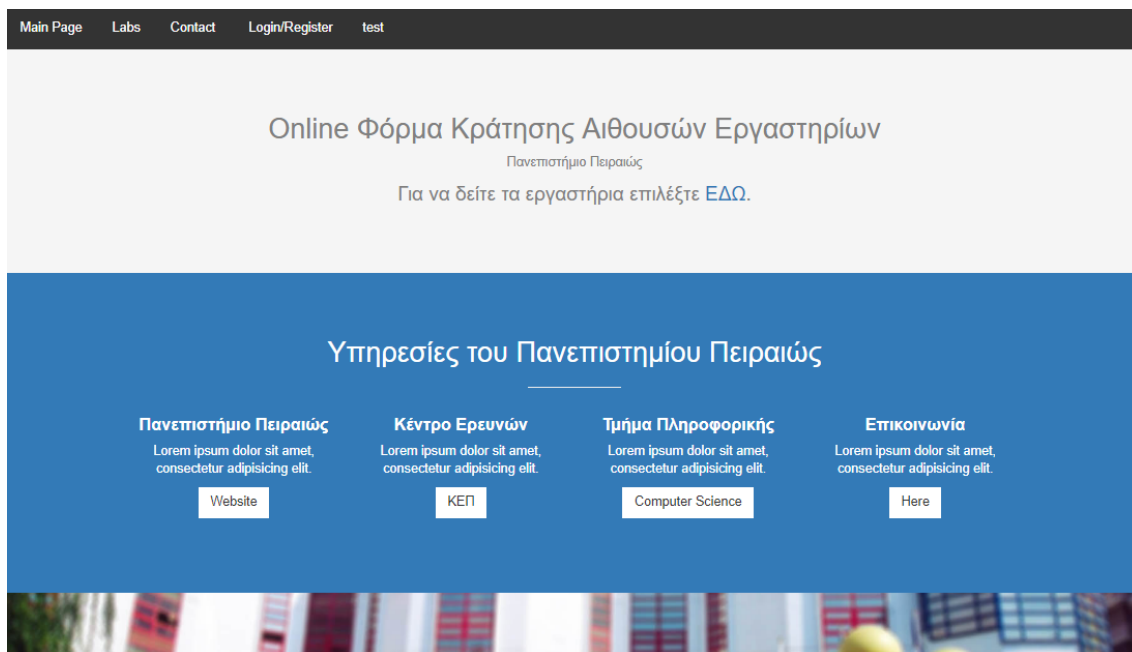 Main Page Labs Contact Login/Register test
Online Φόρμα Κράτησης Αιθουσών Εργαστηρίων
Πανεπιστήμιο Πειραιώς
Για να δείτε τα εργαστήρια επιλέξτε ΕΔΩ.
Υπηρεσίες του Πανεπιστημίου Πειραιώς
Πανεπιστήμιο Πειραιώς
Lorem ipsum dolor sit amet,
consectetur adipisicing elit.
Website
Κέντρο Ερευνών
Lorem ipsum dolor sit amet,
consectetur adipisicing elit.
ΚΕΠ
Τμήμα Πληροφορικής
Lorem ipsum dolor sit amet,
consectetur adipisicing elit.
Computer Science
Επικοινωνία
Lorem ipsum dolor sit amet,
consectetur adipisicing elit.
Here